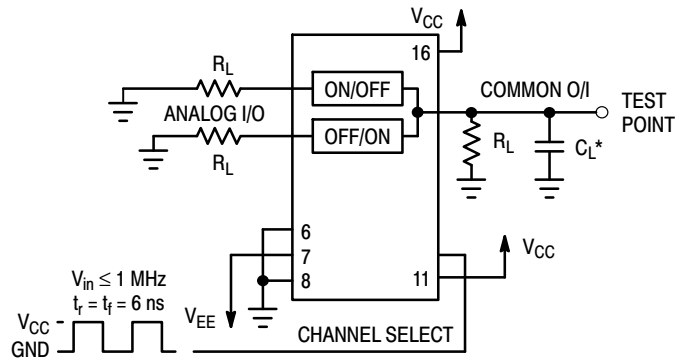 VCC
16
RL
ON/OFF
COMMON O/I
TEST
POINT
ANALOG I/O
OFF/ON
RL
RL
CL*
6
7
8
11
VCC
VEE
Vin ≤ 1 MHz
tr = tf = 6 ns
VCC
GND
CHANNEL SELECT